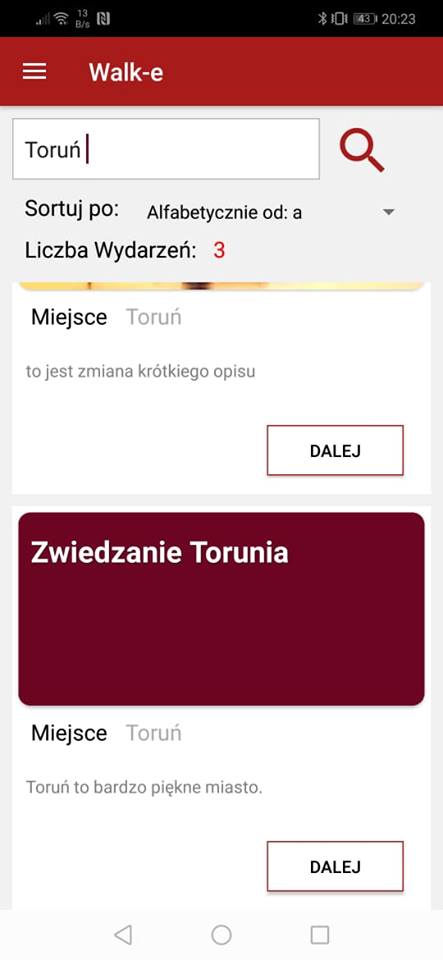 13
B/s
43
20:23
Walk-e
Toruń
Sortuj po: Alfabetycznie od: a
Liczba Wydarzeń: 3
Miejsce Toruń
to jest zmiana krótkiego opisu
DALEJ
Zwiedzanie Torunia
Miejsce Toruń
Toruń to bardzo piękne miasto.
DALEJ